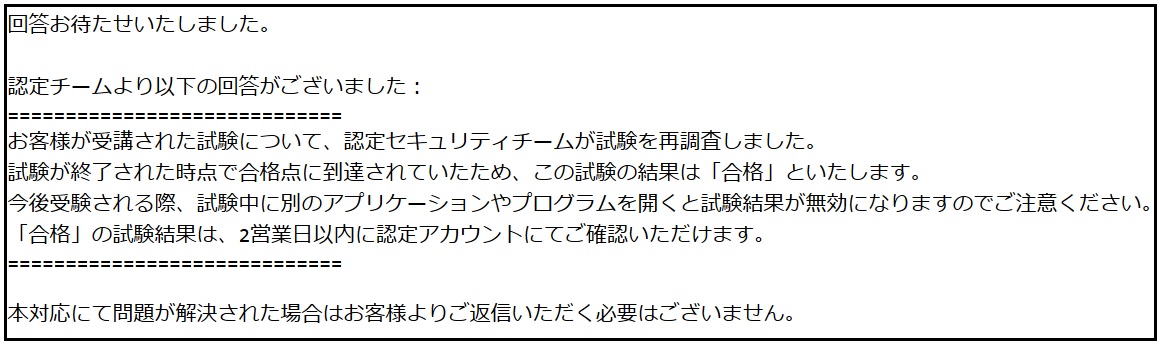 回答お待たせいたしました。
認定チームより以下の回答がございました：
=============================
お客様が受講された試験について、認定セキュリティチームが試験を再調査しました。
試験が終了された時点で合格点に到達されていたため、この試験の結果は「合格」といたします。
今後受験される際、試験中に別のアプリケーションやプログラムを開くと試験結果が無効になりますのでご注意ください。
「合格」の試験結果は、2営業日以内に認定アカウントにてご確認いただけます。
=============================
本対応にて問題が解決された場合はお客様よりご返信いただく必要はございません。